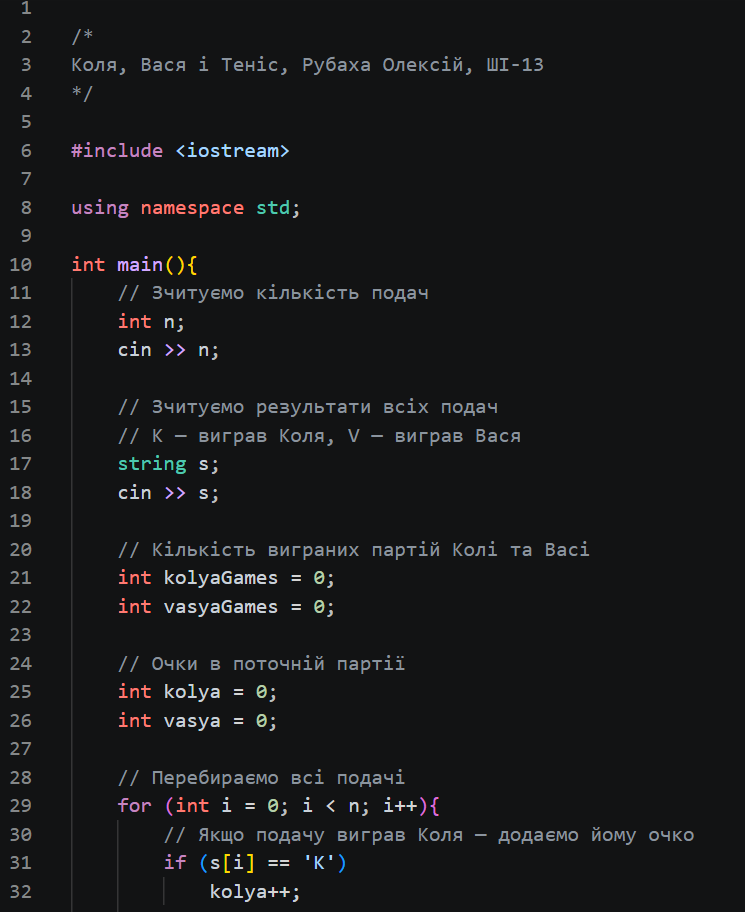 1
2 /*
3 Коля, Вася і Теніс, Рубаха Олексій, ШІ-13
4 */
5
6 #include <iostream>
7
8 using namespace std;
9
10 int main(){
11 // Зчитуємо кількість подач
12 int n;
13 cin >> n;
14
15 // Зчитуємо результати всіх подач
16 // K — виграв Коля, V — виграв Вася
17 string s;
18 cin >> s;
19
20 // Кількість виграних партій Колі та Васі
21 int kolyaGames = 0;
22 int vasyaGames = 0;
23
24 // Очки в поточній партії
25 int kolya = 0;
26 int vasya = 0;
27
28 // Перебираємо всі подачі
29 for (int i = 0; i < n; i++){
30 // Якщо подачу виграв Коля — додаємо йому очко
31 if (s[i] == 'K')
32 kolya++;